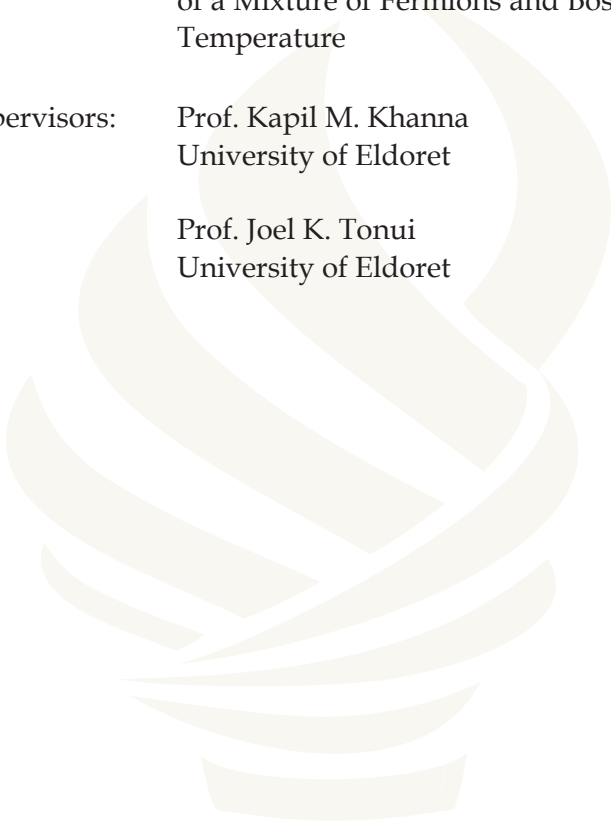 of a Mixture of Fermions and Bos
Temperature
pervisors: Prof. Kapil M. Khanna
University of Eldoret
Prof. Joel K. Tonui
University of Eldoret